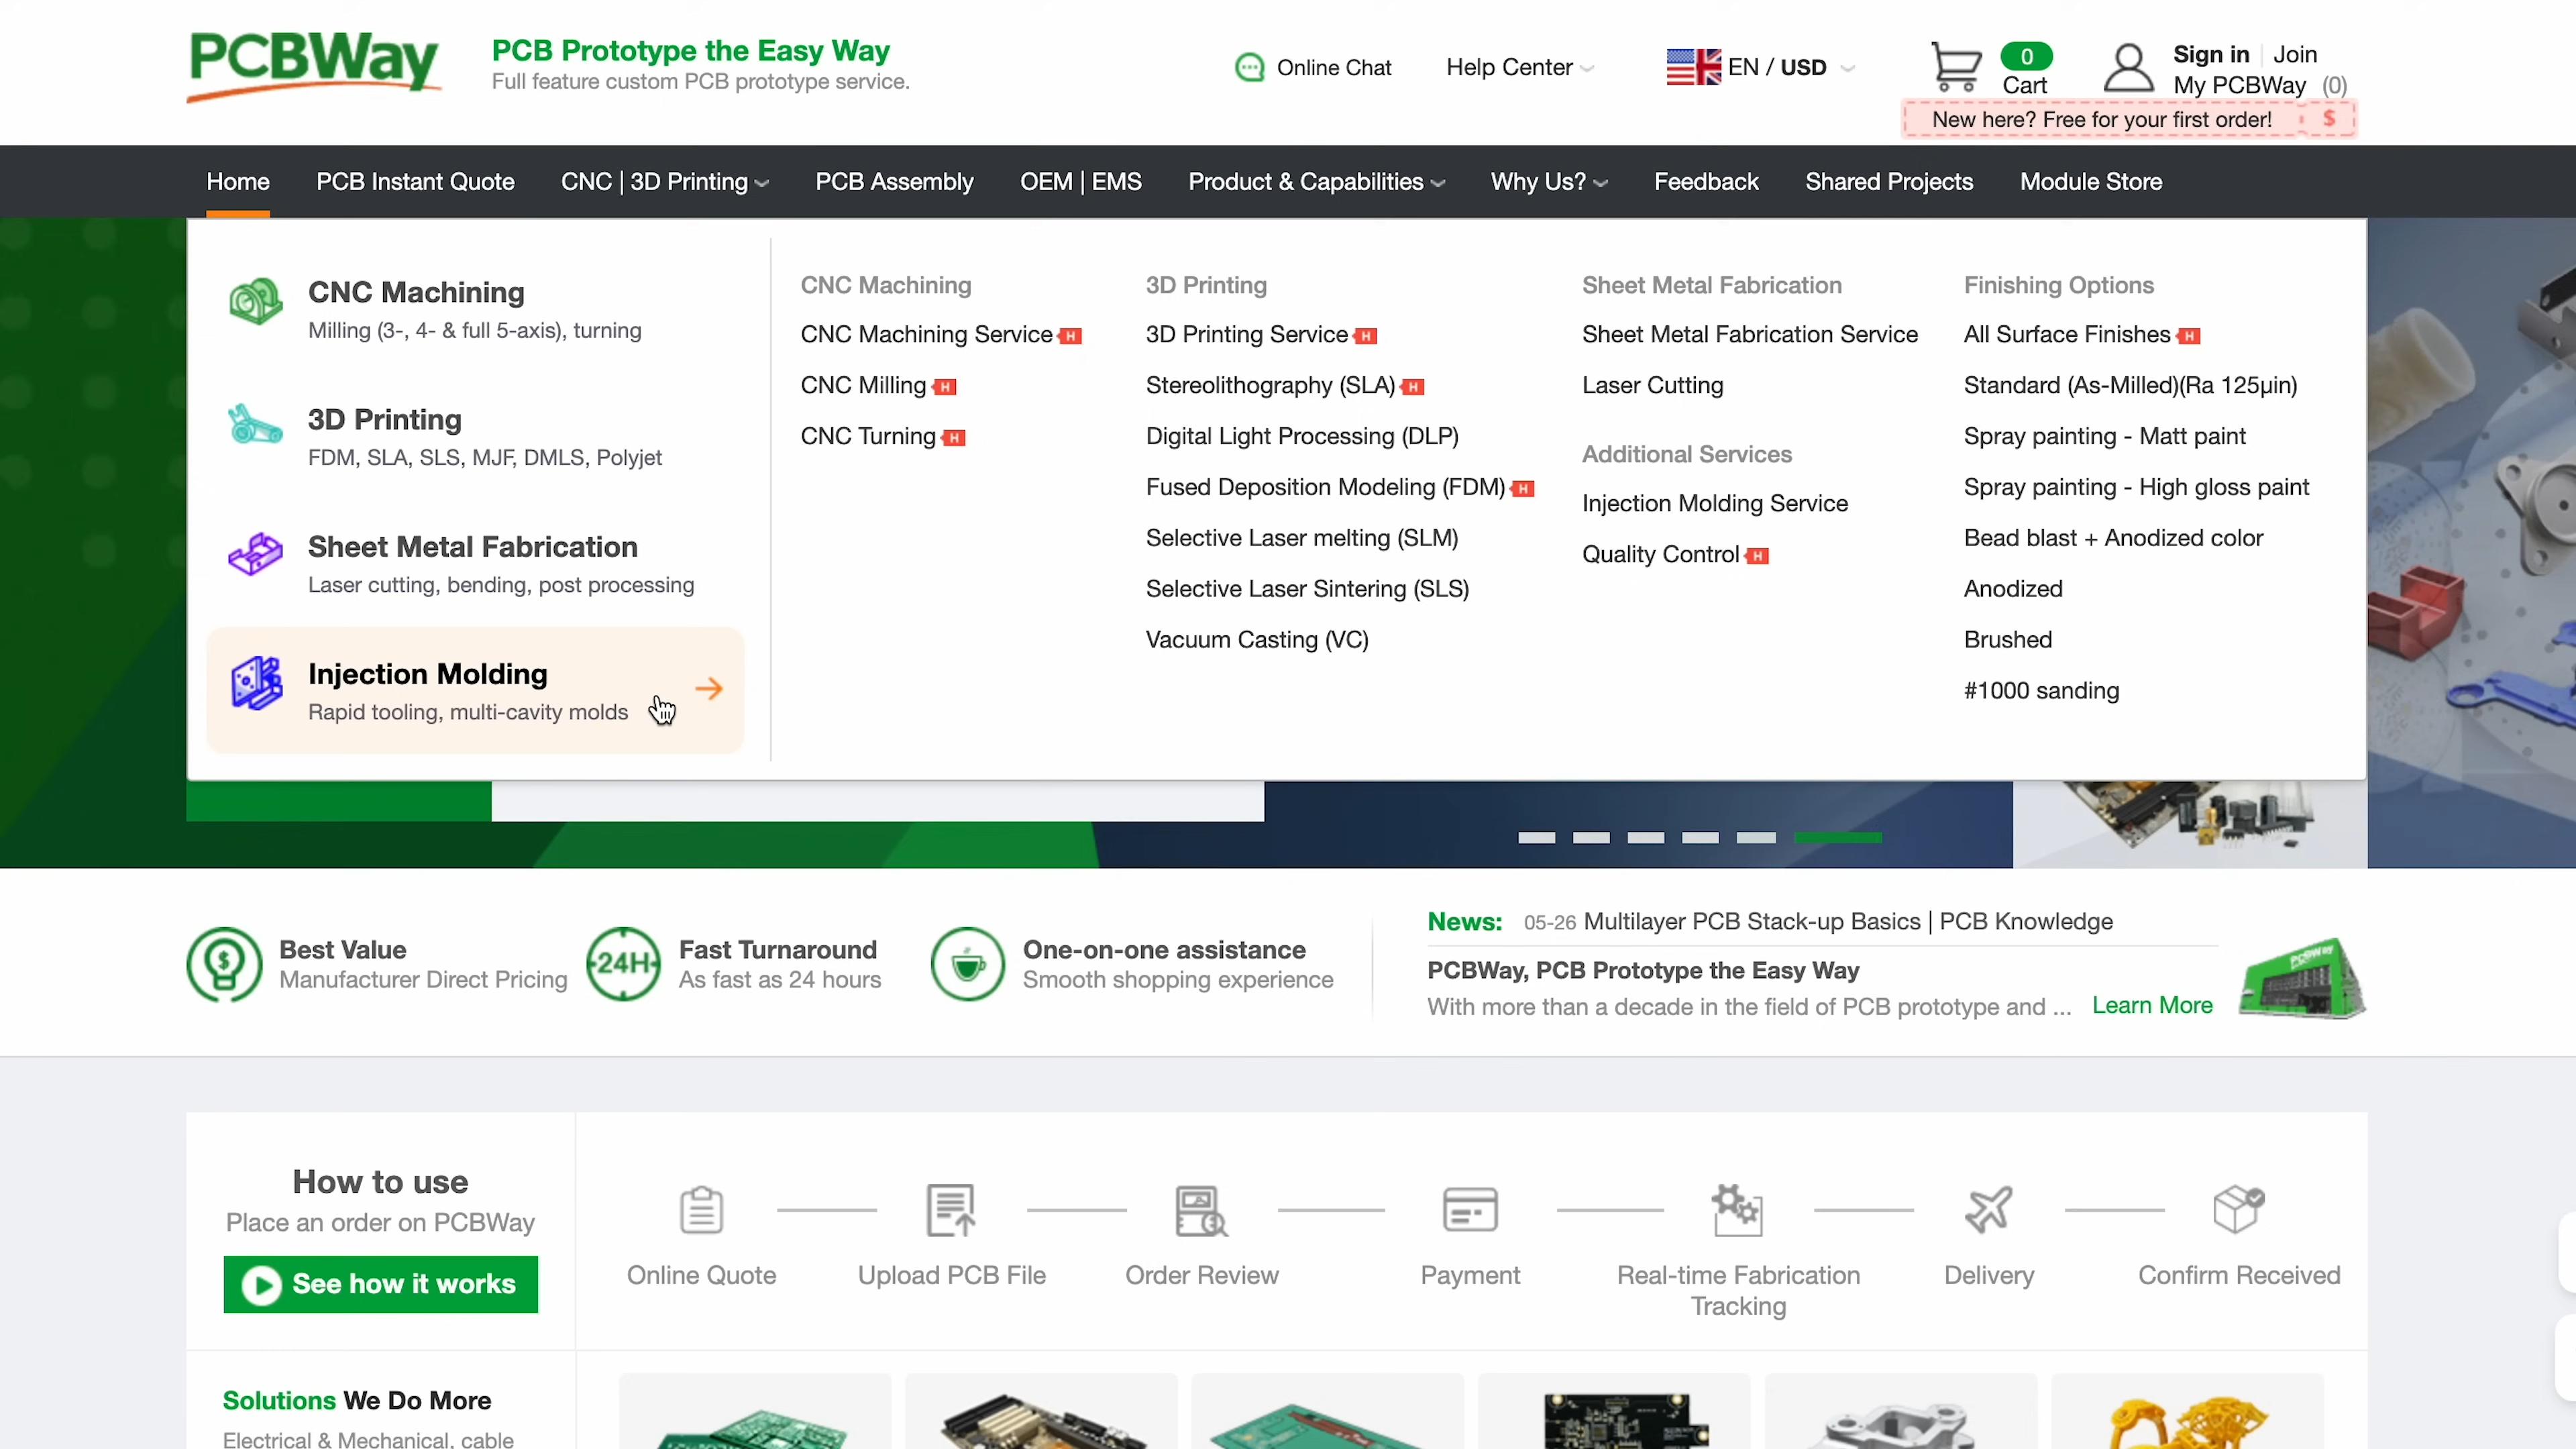 PCBWay
PCB Prototype the Easy Way
Full feature custom PCB prototype service.
Online Chat
Help Center
EN / USD
0
Cart
Sign in | Join
My PCBWay (0)
New here? Free for your first order! $
Home
PCB Instant Quote
CNC | 3D Printing
PCB Assembly
OEM | EMS
Product & Capabilities
Why Us?
Feedback
Shared Projects
Module Store
CNC Machining
Milling (3-, 4- & full 5-axis), turning
3D Printing
FDM, SLA, SLS, MJF, DMLS, Polyjet
Sheet Metal Fabrication
Laser cutting, bending, post processing
Injection Molding
Rapid tooling, multi-cavity molds
CNC Machining
CNC Machining Service H
CNC Milling H
CNC Turning H
3D Printing
3D Printing Service H
Stereolithography (SLA) H
Digital Light Processing (DLP)
Fused Deposition Modeling (FDM) H
Selective Laser melting (SLM)
Selective Laser Sintering (SLS)
Vacuum Casting (VC)
Sheet Metal Fabrication
Sheet Metal Fabrication Service
Laser Cutting
Additional Services
Injection Molding Service
Quality Control H
Finishing Options
All Surface Finishes H
Standard (As-Milled)(Ra 125µin)
Spray painting - Matt paint
Spray painting - High gloss paint
Bead blast + Anodized color
Anodized
Brushed
#1000 sanding
$
Best Value
Manufacturer Direct Pricing
24H
Fast Turnaround
As fast as 24 hours
One-on-one assistance
Smooth shopping experience
News: 05-26 Multilayer PCB Stack-up Basics | PCB Knowledge
PCBWay, PCB Prototype the Easy Way
With more than a decade in the field of PCB prototype and ... Learn More
PCBWay
How to use
Place an order on PCBWay
See how it works
Online Quote
Upload PCB File
Order Review
Payment
Real-time Fabrication
Tracking
Delivery
Confirm Received
Solutions We Do More
Electrical & Mechanical, cable